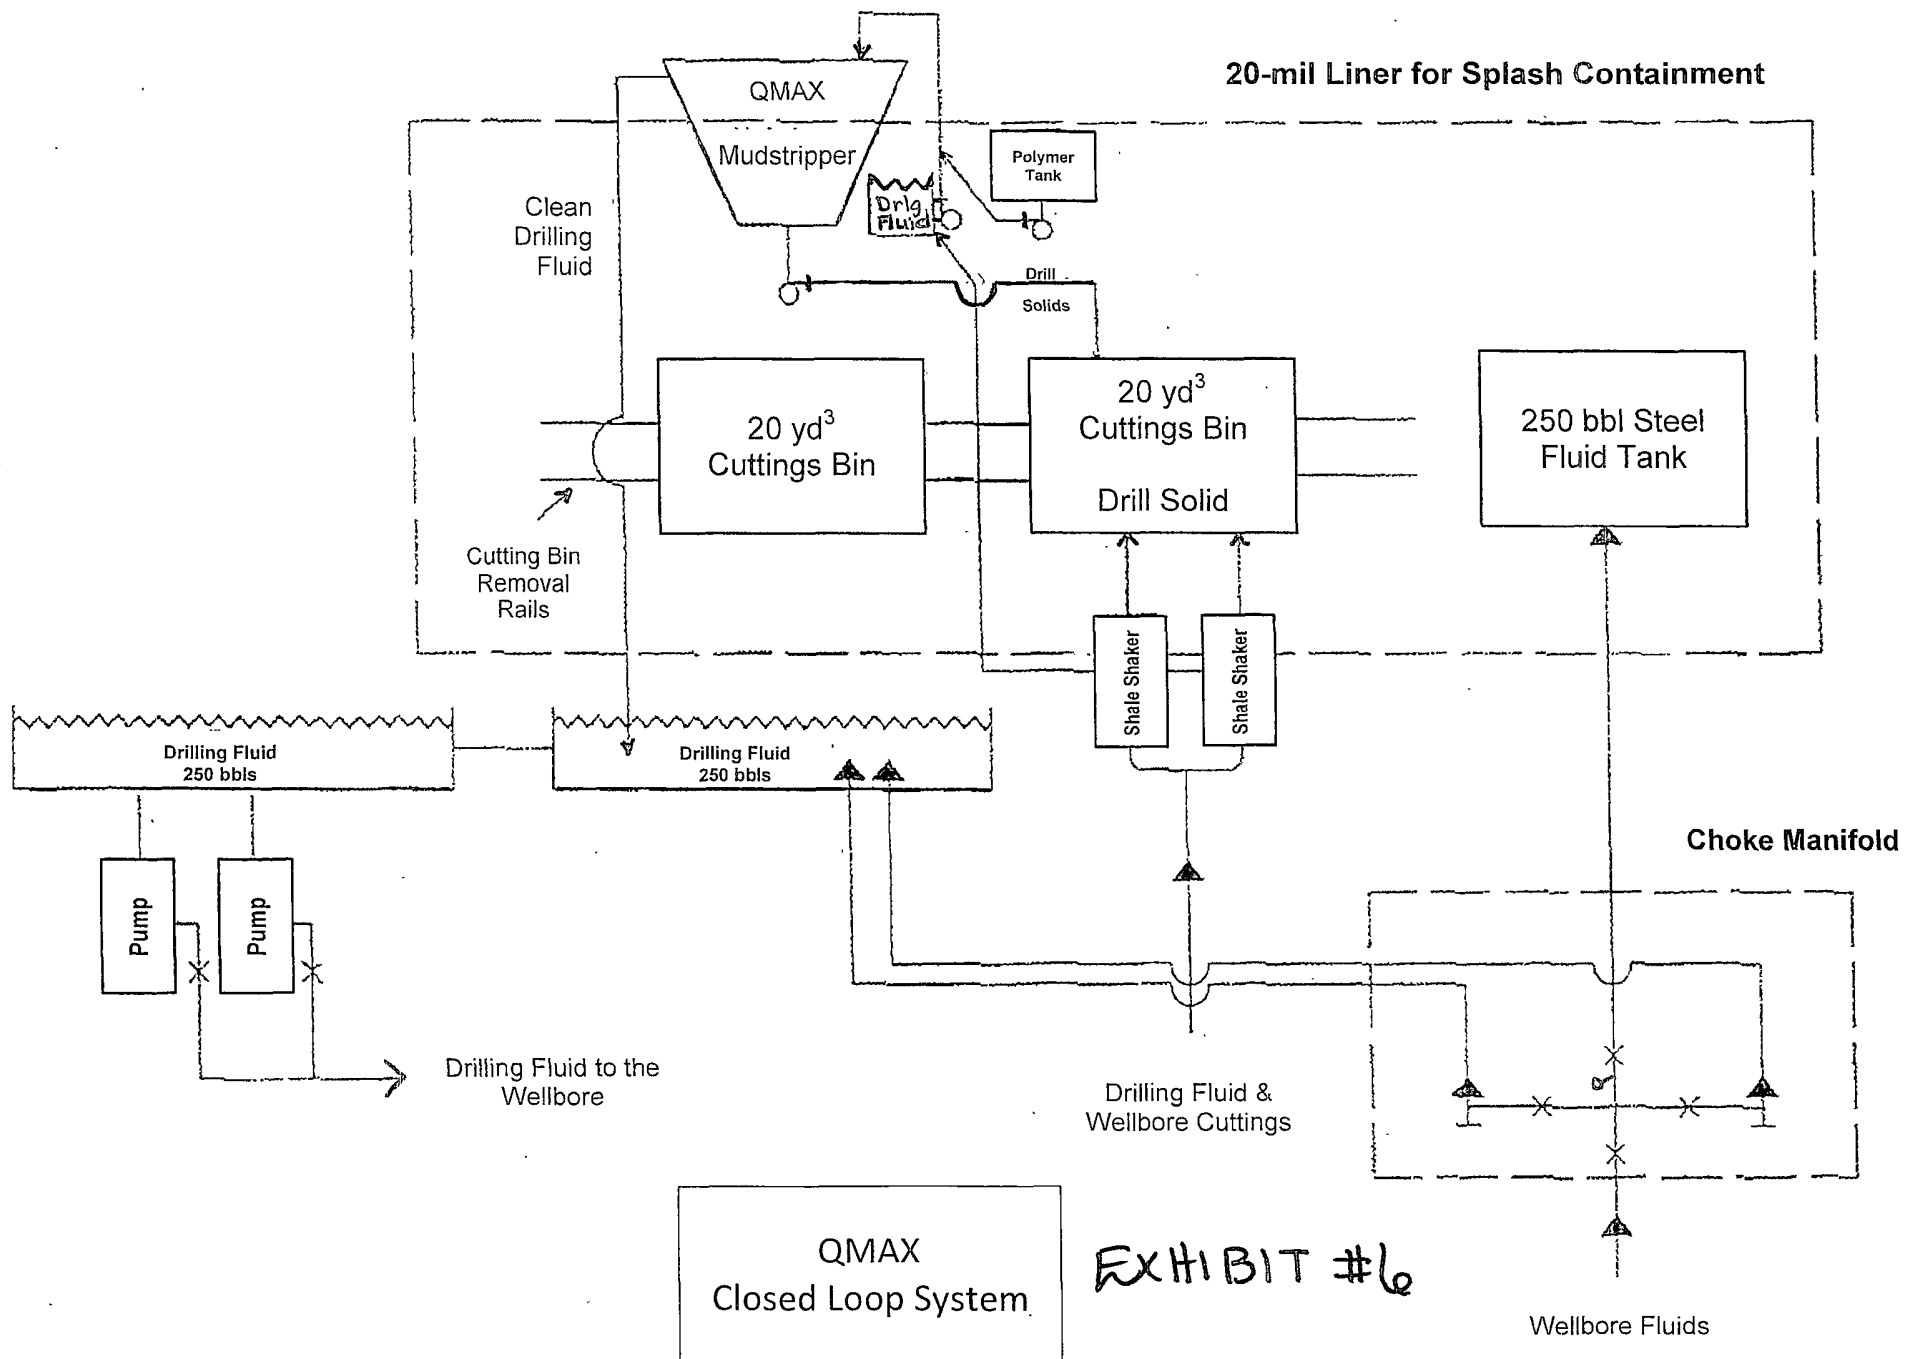 20-mil Liner for Splash Containment
QMAX
Mudstripper
Polymer
Tank
Drlg
Fluid
Clean
Drilling
Fluid
Drill
Solids
20 yd³
Cuttings Bin
20 yd³
Cuttings Bin
Drill Solid
250 bbl Steel
Fluid Tank
Cutting Bin
Removal
Rails
Shale Shaker
Shale Shaker
Drilling Fluid
250 bbls
Drilling Fluid
250 bbls
Choke Manifold
Pump
Pump
Drilling Fluid to the
Wellbore
Drilling Fluid &
Wellbore Cuttings
QMAX
Closed Loop System
EXHIBIT #6
Wellbore Fluids